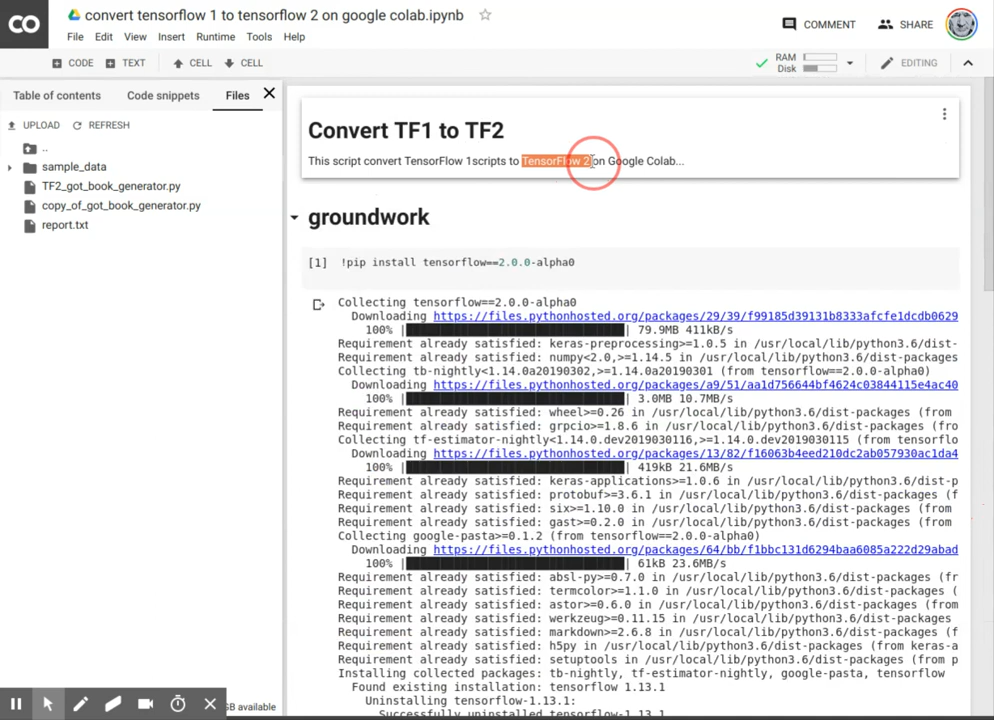 CO
convert tensorflow 1 to tensorflow 2 on google colab.ipynb
COMMENT
SHARE
File Edit View Insert Runtime Tools Help
CODE TEXT CELL CELL
RAM
Disk
EDITING
Table of contents Code snippets Files
UPLOAD REFRESH
..
sample_data
TF2_got_book_generator.py
copy_of_got_book_generator.py
report.txt
Convert TF1 to TF2
This script convert TensorFlow 1scripts to TensorFlow 2 on Google Colab...
groundwork
[1] !pip install tensorflow==2.0.0-alpha0
Collecting tensorflow==2.0.0-alpha0
Downloading https://files.pythonhosted.org/packages/29/39/f99185d39131b8333afcfe1dcdb0629
100% |████████████████████████████████| 79.9MB 411kB/s
Requirement already satisfied: keras-preprocessing>=1.0.5 in /usr/local/lib/python3.6/dist-
Requirement already satisfied: numpy<2.0,>=1.14.5 in /usr/local/lib/python3.6/dist-packages
Collecting tb-nightly<1.14.0a20190302,>=1.14.0a20190301 (from tensorflow==2.0.0-alpha0)
Downloading https://files.pythonhosted.org/packages/a9/51/aa1d756644bf4624c03844115e4ac40
100% |████████████████████████████████| 3.0MB 10.7MB/s
Requirement already satisfied: wheel>=0.26 in /usr/local/lib/python3.6/dist-packages (from
Requirement already satisfied: grpcio>=1.8.6 in /usr/local/lib/python3.6/dist-packages (fro
Collecting tf-estimator-nightly<1.14.0.dev2019030116,>=1.14.0.dev2019030115 (from tensorflo
Downloading https://files.pythonhosted.org/packages/13/82/f16063b4eed210dc2ab057930ac1da4
100% |████████████████████████████████| 419kB 21.6MB/s
Requirement already satisfied: keras-applications>=1.0.6 in /usr/local/lib/python3.6/dist-p
Requirement already satisfied: protobuf>=3.6.1 in /usr/local/lib/python3.6/dist-packages (f
Requirement already satisfied: six>=1.10.0 in /usr/local/lib/python3.6/dist-packages (from
Requirement already satisfied: gast>=0.2.0 in /usr/local/lib/python3.6/dist-packages (from
Collecting google-pasta>=0.1.2 (from tensorflow==2.0.0-alpha0)
Downloading https://files.pythonhosted.org/packages/64/bb/f1bbc131d6294baa6085a222d29abad
100% |████████████████████████████████| 61kB 23.6MB/s
Requirement already satisfied: absl-py>=0.7.0 in /usr/local/lib/python3.6/dist-packages (fr
Requirement already satisfied: termcolor>=1.1.0 in /usr/local/lib/python3.6/dist-packages (
Requirement already satisfied: astor>=0.6.0 in /usr/local/lib/python3.6/dist-packages (from
Requirement already satisfied: werkzeug>=0.11.15 in /usr/local/lib/python3.6/dist-packages
Requirement already satisfied: markdown>=2.6.8 in /usr/local/lib/python3.6/dist-packages (f
Requirement already satisfied: h5py in /usr/local/lib/python3.6/dist-packages (from keras-a
Requirement already satisfied: setuptools in /usr/local/lib/python3.6/dist-packages (from p
Installing collected packages: tb-nightly, tf-estimator-nightly, google-pasta, tensorflow
Found existing installation: tensorflow 1.13.1
Uninstalling tensorflow-1.13.1:
Successfully uninstalled tensorflow-1.13.1
GB available